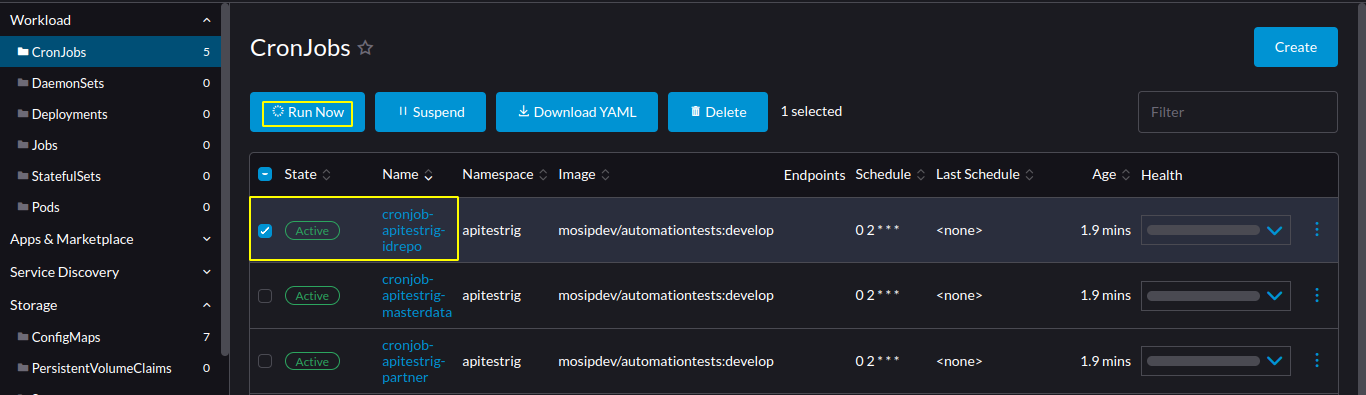 Workload
CronJobs 5
DaemonSets 0
Deployments 0
Jobs 0
StatefulSets 0
Pods 0
Apps & Marketplace
Service Discovery
Storage
ConfigMaps 7
PersistentVolumeClaims 0
CronJobs
Create
Run Now Suspend Download YAML Delete 1 selected Filter
State Name Namespace Image Endpoints Schedule Last Schedule Age Health
Active cronjob-apitestrig-idrepo apitestrig mosipdev/automationtests:develop 0 2 * * * <none> 1.9 mins
Active cronjob-apitestrig-masterdata apitestrig mosipdev/automationtests:develop 0 2 * * * <none> 1.9 mins
Active cronjob-apitestrig-partner apitestrig mosipdev/automationtests:develop 0 2 * * * <none> 1.9 mins